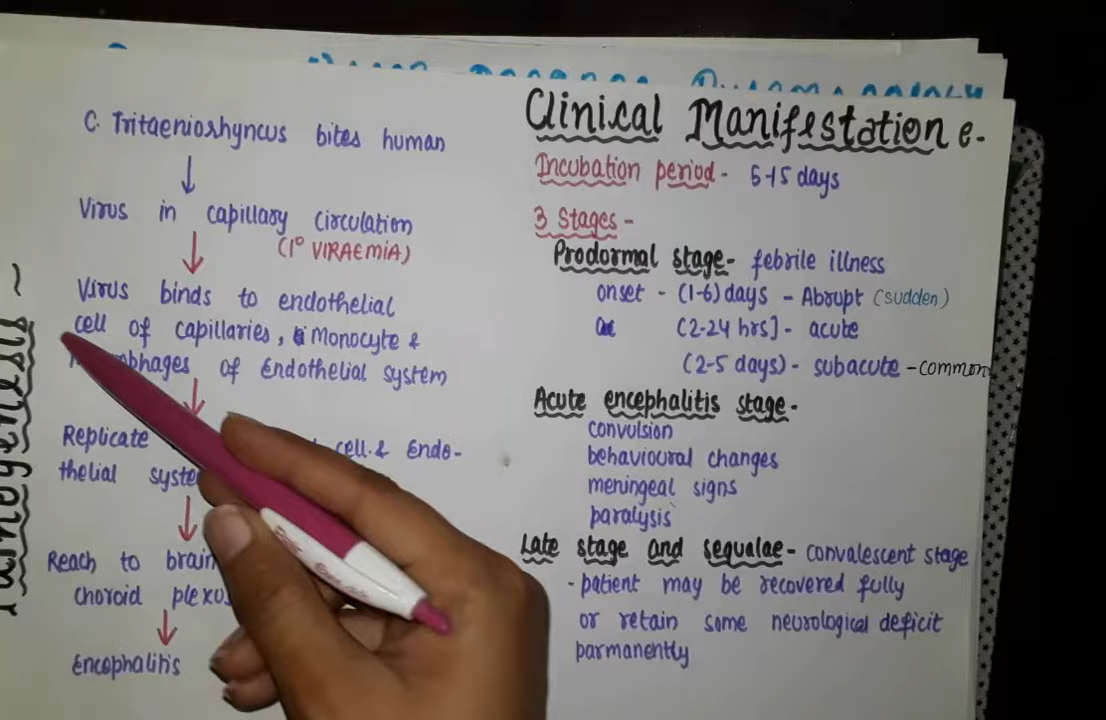 C. Tritaeniorhyncus bites human
↓
Virus in capillary circulation
↓ (1° VIRAEMIA)
Virus binds to endothelial
cell of capillaries, Monocyte &
of Endothelial system
↓
Replicate cell & Endo-
thelial
↓
Reach to brain
choroid
↓
Encephalitis
Clinical Manifestation e.
Incubation period - 6-15 days
3 Stages -
Prodormal stage - febrile illness
onset - (1-6) days - Abrupt (sudden)
(2-24 hrs] - acute
(2-5 days) - subacute - common
Acute encephalitis stage -
convulsion
behavioural changes
meningeal signs
paralysis
Late stage and sequalae - convalescent stage
- patient may be recovered fully
or retain some neurological deficit
parmanently